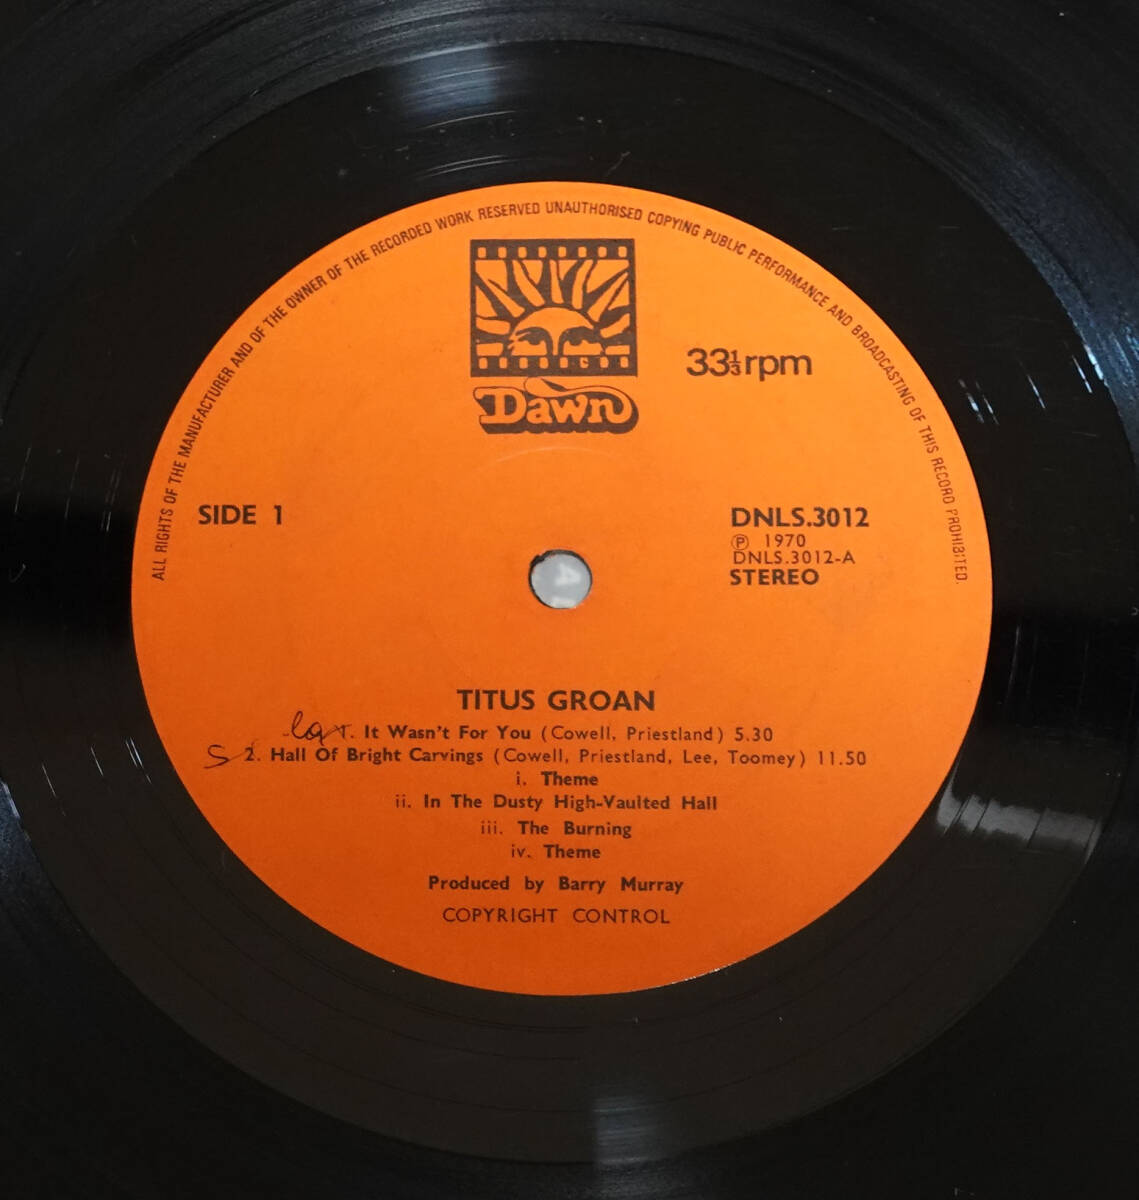 ALL RIGHTS OF THE MANUFACTURER AND OF THE OWNER OF THE RECORDED WORK RESERVED UNAUTHORISED COPYING PUBLIC PERFORMANCE AND BROADCASTING OF THIS RECORD PROHIBITED.
Dawn
33⅓ rpm
SIDE 1
DNLS.3012
Ⓟ 1970
DNLS.3012-A
STEREO
TITUS GROAN
1. It Wasn't For You (Cowell, Priestland) 5.30
S 2. Hall Of Bright Carvings (Cowell, Priestland, Lee, Toomey) 11.50
i. Theme
ii. In The Dusty High-Vaulted Hall
iii. The Burning
iv. Theme
Produced by Barry Murray
COPYRIGHT CONTROL